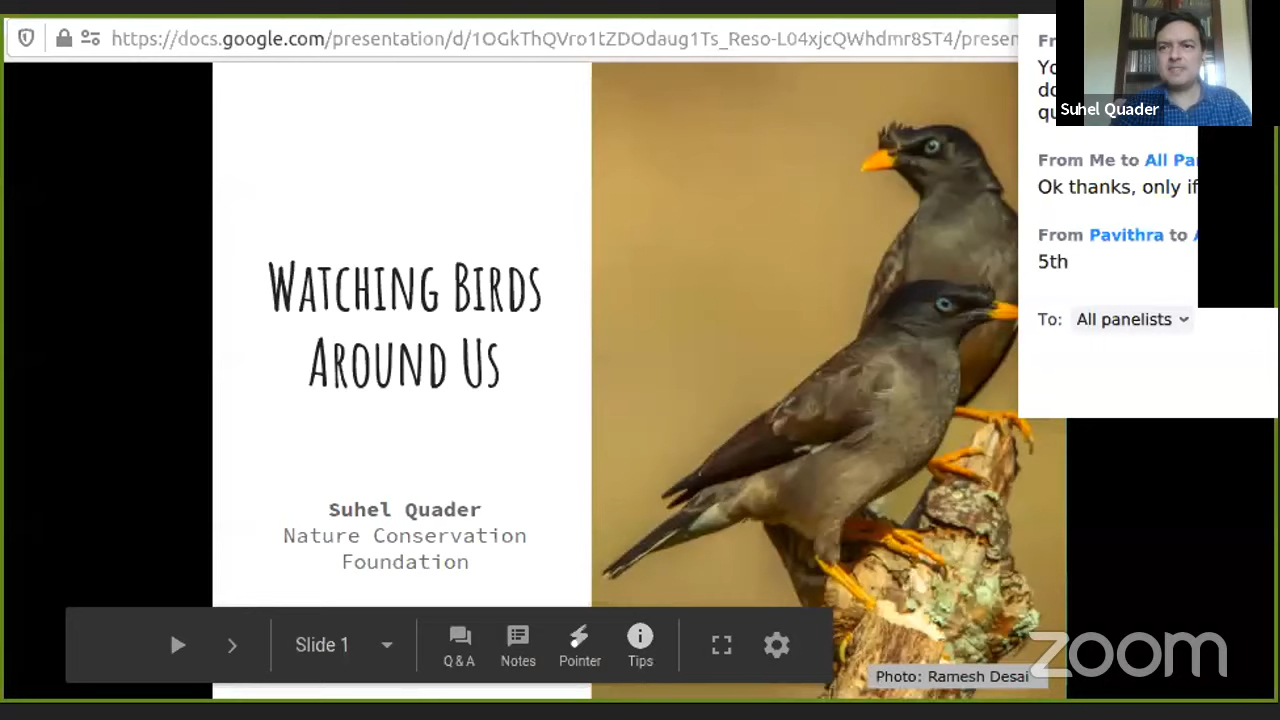 https://docs.google.com/presentation/d/1OGkThQVro1tZDOdaug1Ts_Reso-L04xjcQWhdmr8ST4/presen
Suhel Quader
From Me to All Pa
Ok thanks, only if
From Pavithra to
5th
To: All panelists
WATCHING BIRDS
AROUND US
Suhel Quader
Nature Conservation
Foundation
Slide 1
Q & A
Notes
Pointer
Tips
Photo: Ramesh Desai
zoom